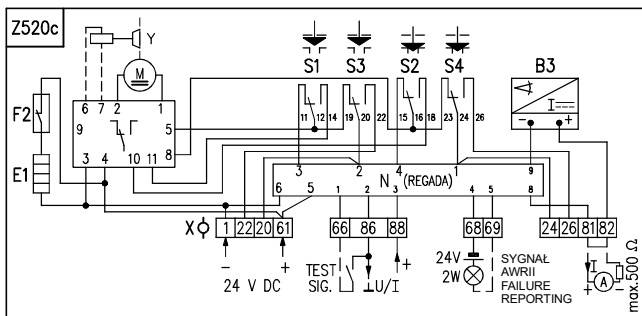 Z520c
Y
S1 S3 S2 S4
B3
M
I
- +
6 7 2 1
9 5
8
3 4 10 11
F2
E1
11 12 14 19 20 22 15 16 18 23 24 26
3 2 4 1 9
N (REGADA)
6 5 1 2 3 4 5 8
X 1 22 20 61 66 86 88 68 69 24 26 81 82
- +
24 V DC
TEST
SIG.
⊥U/I
+
24V
2W
SYGNAŁ
AWRII
FAILURE
REPORTING
I
+ A -
max.500 Ω